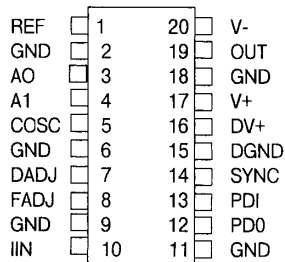 REF 1 20 V-
GND 2 19 OUT
AO 3 18 GND
A1 4 17 V+
COSC 5 16 DV+
GND 6 15 DGND
DADJ 7 14 SYNC
FADJ 8 13 PDI
GND 9 12 PD0
IIN 10 11 GND